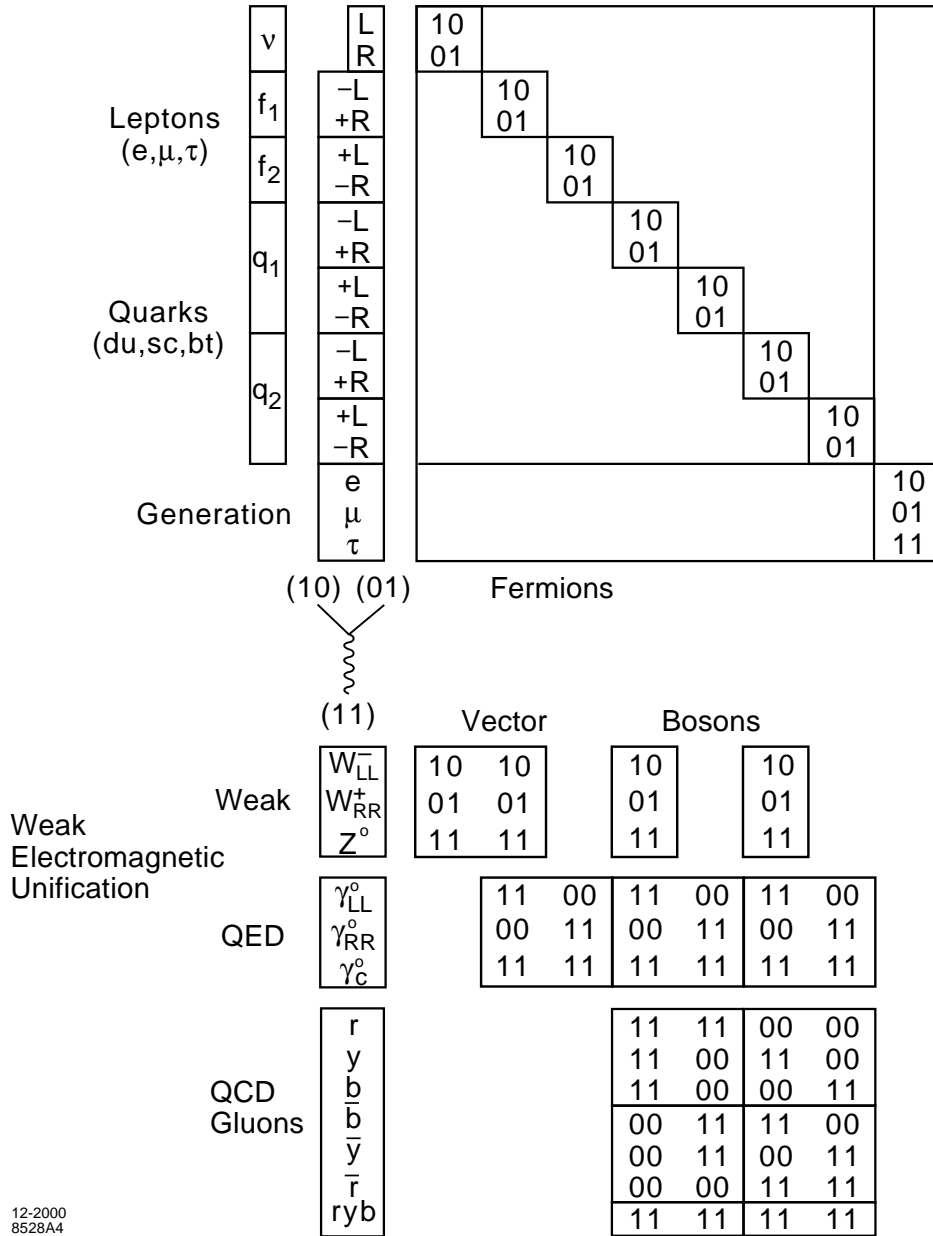 ν L 10
R 01
f₁ −L 10
+R 01
Leptons
(e,μ,τ)
f₂ +L 10
−R 01
q₁ −L 10
+R 01
+L 10
−R 01
Quarks
(du,sc,bt)
q₂ −L 10
+R 01
+L 10
−R 01
e 10
Generation μ 01
τ 11
(10) (01) Fermions
(11) Vector Bosons
W⁻LL 10 10 10 10
Weak W⁺RR 01 01 01 01
Z° 11 11 11 11
Weak
Electromagnetic
Unification
γ°LL 11 00 11 00 11 00
QED γ°RR 00 11 00 11 00 11
γ°c 11 11 11 11 11 11
r 11 11 00 00
y 11 00 11 00
b 11 00 00 11
QCD
Gluons
b̅ 00 11 11 00
y̅ 00 11 00 11
r̅ 00 00 11 11
ryb 11 11 11 11
12-2000
8528A4